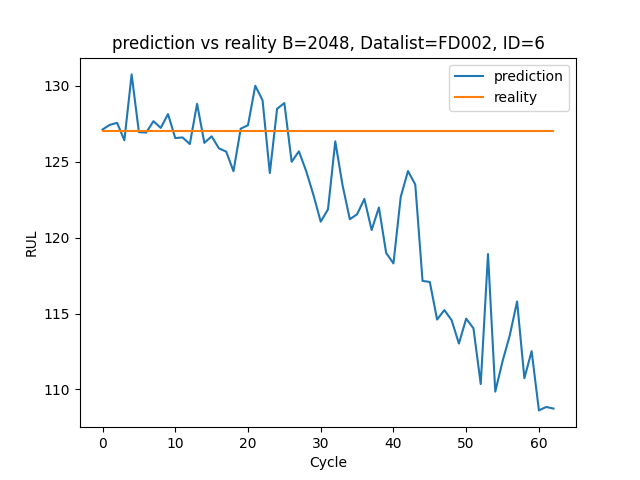 prediction vs reality B=2048, Datalist=FD002, ID=6
prediction
reality
RUL
130
125
120
115
110
0 10 20 30 40 50 60
Cycle